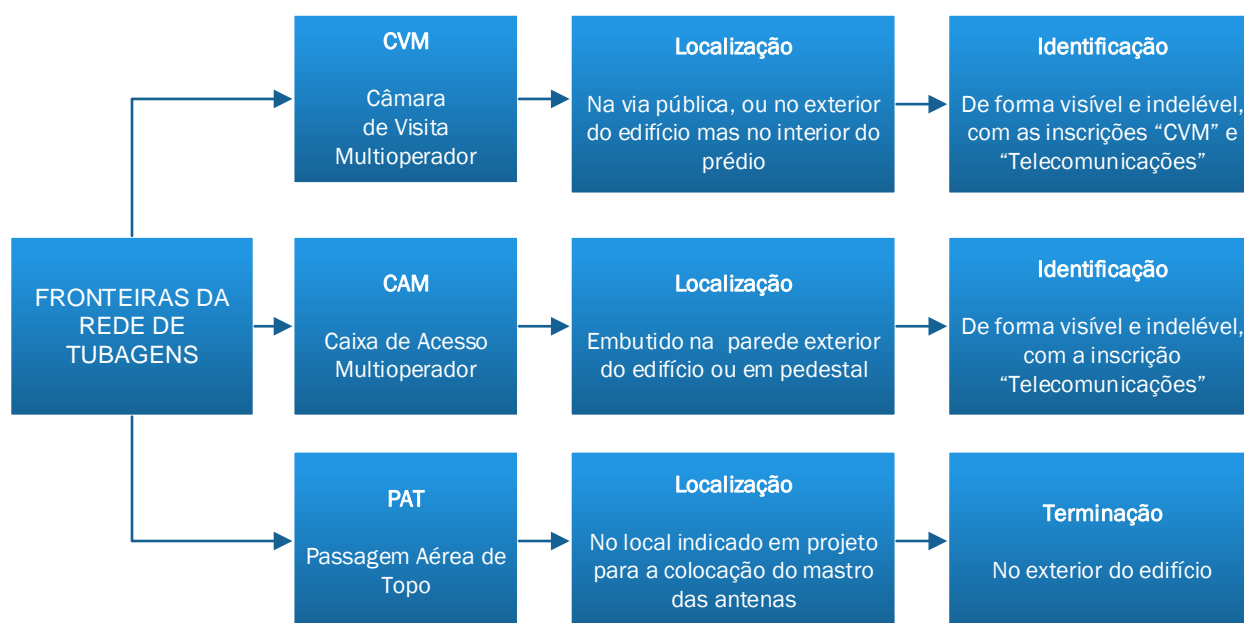 CVM
Câmara
de Visita
Multioperador
Localização
Na via pública, ou no exterior
do edifício mas no interior do
prédio
Identificação
De forma visível e indelével,
com as inscrições “CVM” e
“Telecomunicações”
FRONTEIRAS DA
REDE DE
TUBAGENS
CAM
Caixa de Acesso
Multioperador
Localização
Embutido na parede exterior
do edifício ou em pedestal
Identificação
De forma visível e indelével,
com a inscrição
“Telecomunicações”
PAT
Passagem Aérea de
Topo
Localização
No local indicado em projeto
para a colocação do mastro
das antenas
Terminação
No exterior do edifício